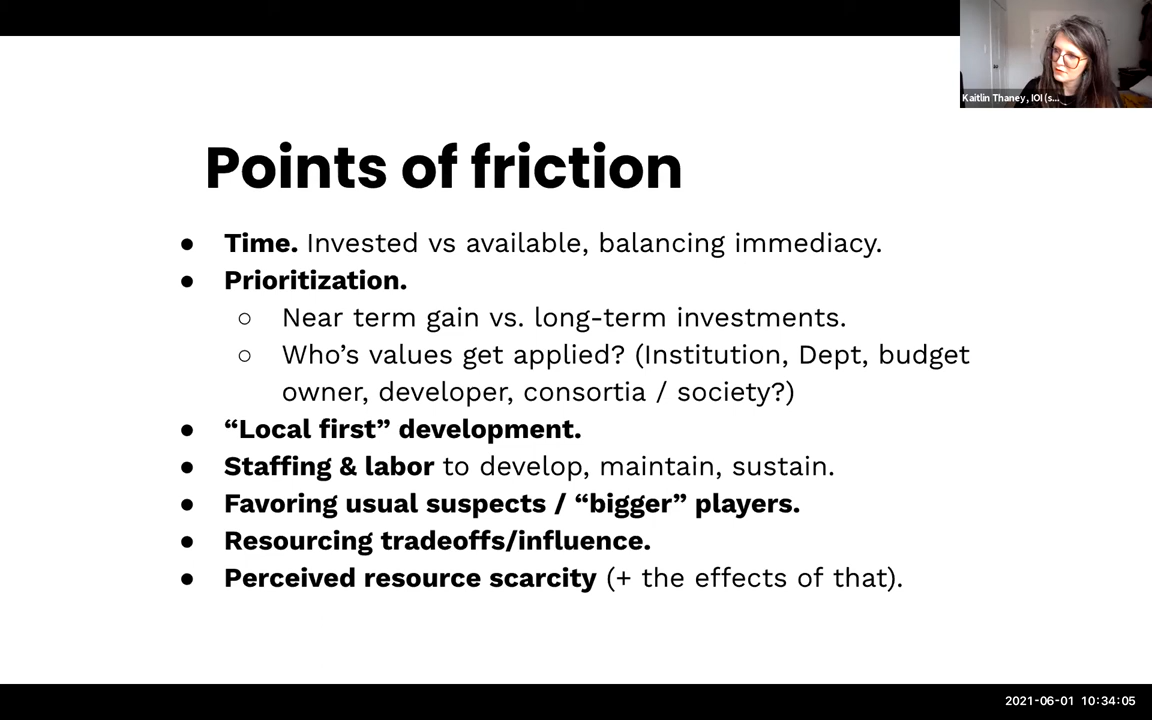 Kaitlin Thaney, IOI (s...
Points of friction
● Time. Invested vs available, balancing immediacy.
● Prioritization.
○ Near term gain vs. long-term investments.
○ Who’s values get applied? (Institution, Dept, budget
owner, developer, consortia / society?)
● “Local first” development.
● Staffing & labor to develop, maintain, sustain.
● Favoring usual suspects / “bigger” players.
● Resourcing tradeoffs/influence.
● Perceived resource scarcity (+ the effects of that).
2021-06-01 10:34:05